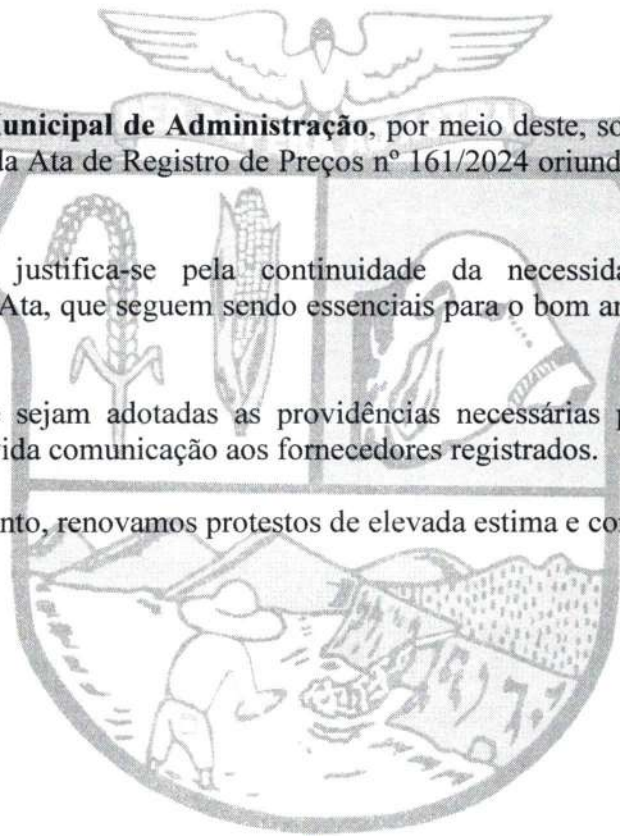 unicipal de Administração, por meio deste, so
la Ata de Registro de Preços nº 161/2024 oriund
justifica-se pela continuidade da necessida
Ata, que seguem sendo essenciais para o bom an
sejam adotadas as providências necessárias p
ida comunicação aos fornecedores registrados.
nto, renovamos protestos de elevada estima e co